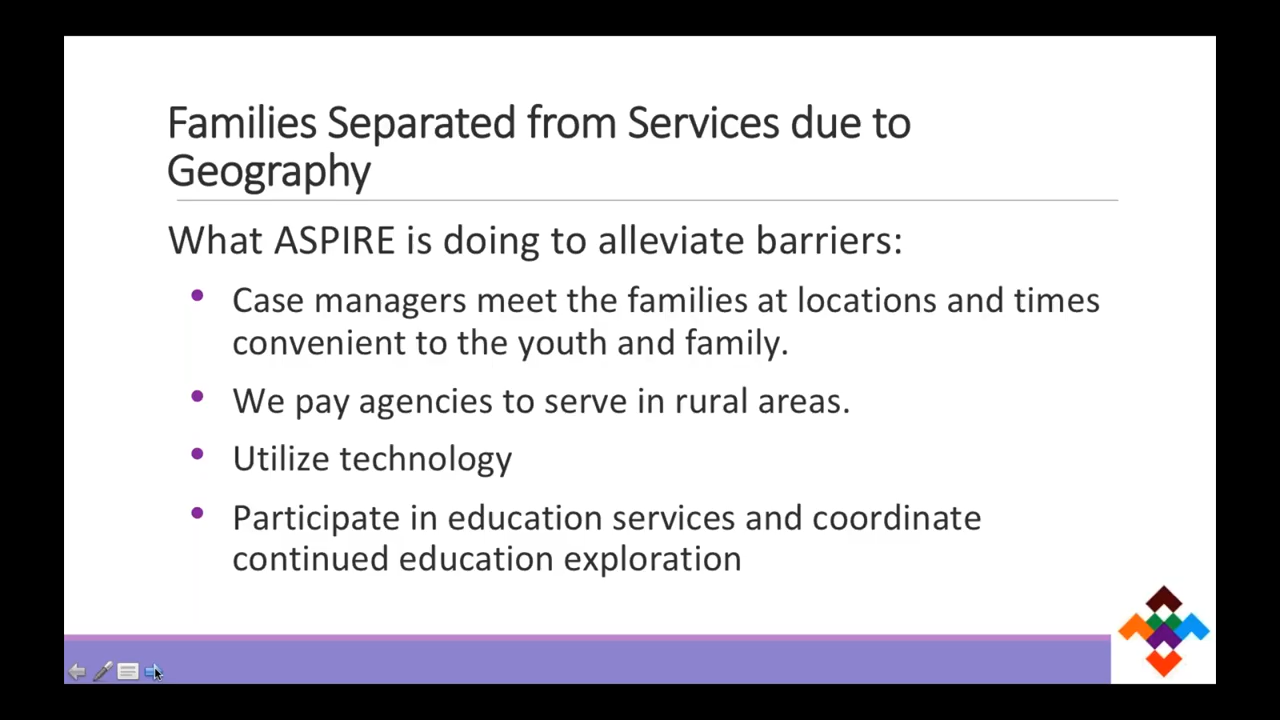 Families Separated from Services due to
Geography
What ASPIRE is doing to alleviate barriers:
• Case managers meet the families at locations and times
convenient to the youth and family.
• We pay agencies to serve in rural areas.
• Utilize technology
• Participate in education services and coordinate
continued education exploration